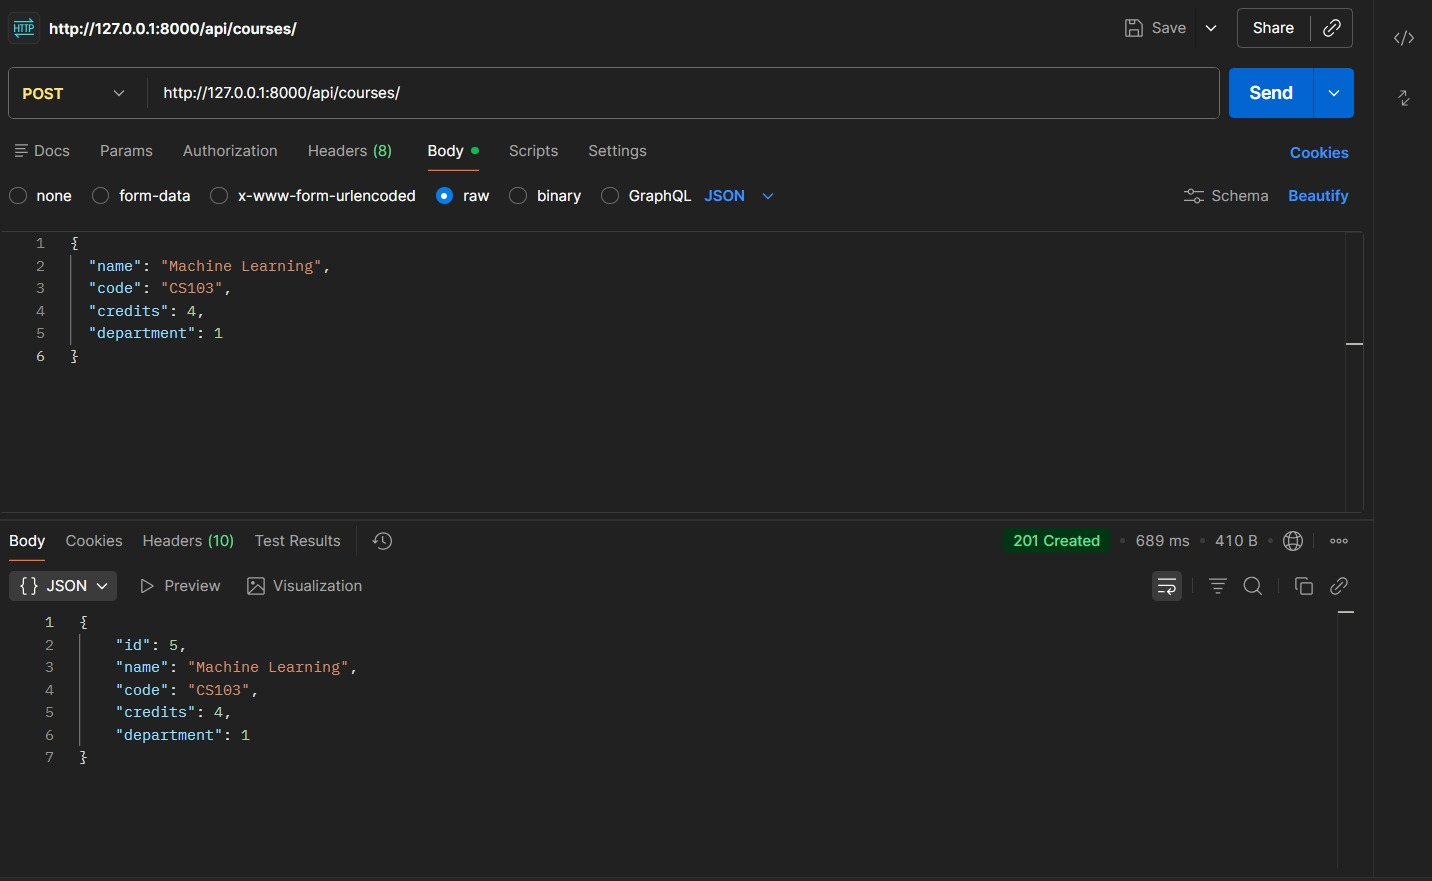 HTTP http://127.0.0.1:8000/api/courses/ Save Share
POST http://127.0.0.1:8000/api/courses/ Send
Docs Params Authorization Headers (8) Body Scripts Settings Cookies
none form-data x-www-form-urlencoded raw binary GraphQL JSON Schema Beautify
1 {
2 "name": "Machine Learning",
3 "code": "CS103",
4 "credits": 4,
5 "department": 1
6 }
Body Cookies Headers (10) Test Results 201 Created • 689 ms • 410 B •
{} JSON Preview Visualization
1 {
2 "id": 5,
3 "name": "Machine Learning",
4 "code": "CS103",
5 "credits": 4,
6 "department": 1
7 }